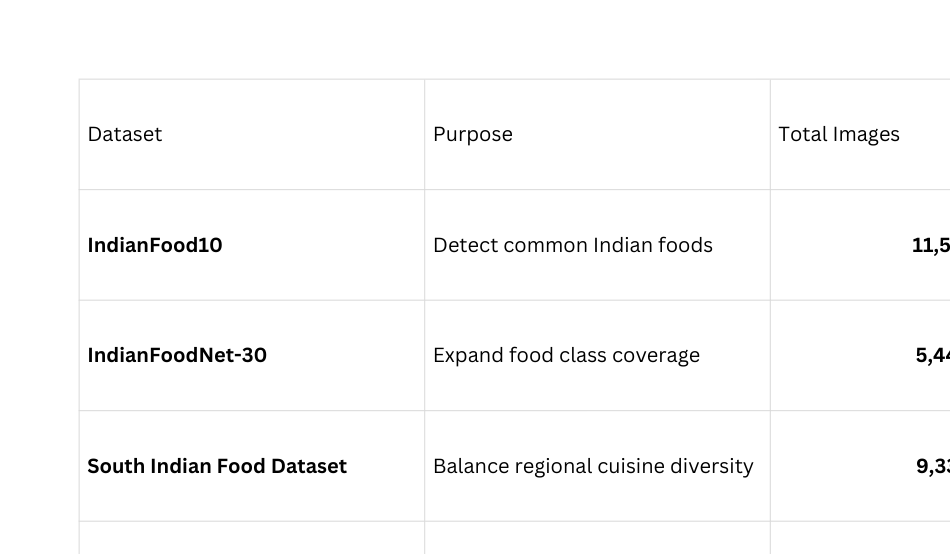 Dataset Purpose Total Images
IndianFood10 Detect common Indian foods
IndianFoodNet-30 Expand food class coverage
South Indian Food Dataset Balance regional cuisine diversity